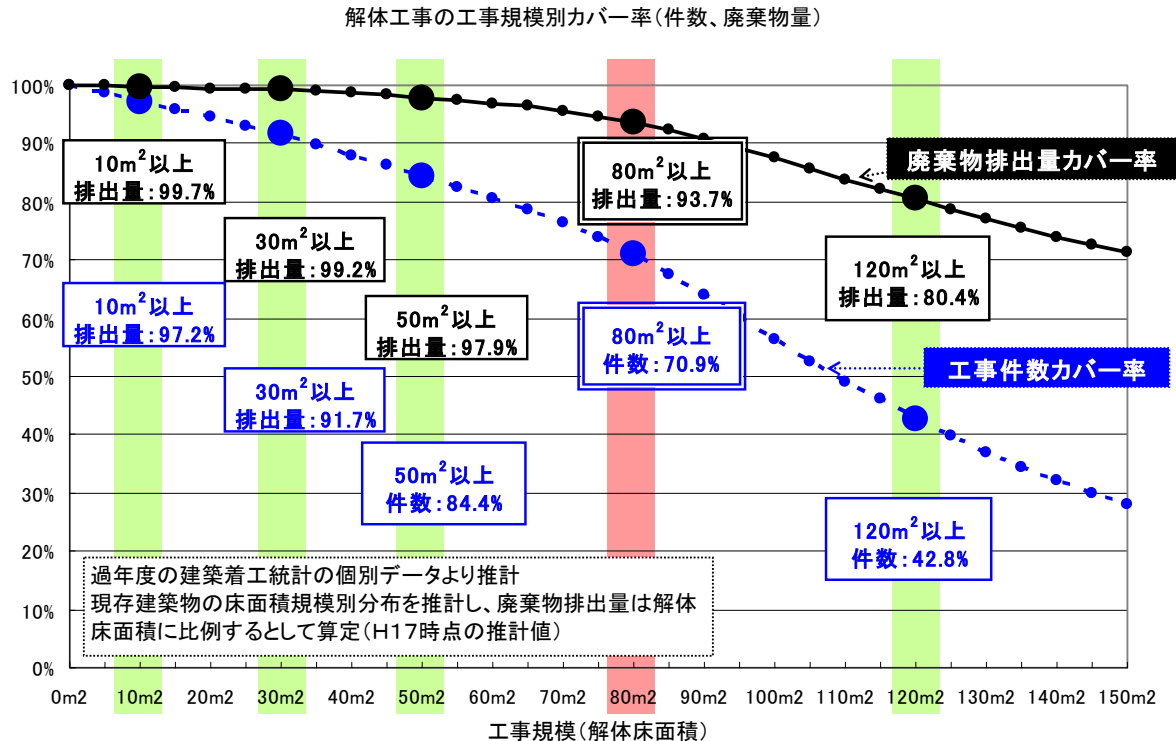 解体工事の工事規模別カバー率(件数、廃棄物量)
100%
90%
80%
70%
60%
50%
40%
30%
20%
10%
0%
10m²以上
排出量:99.7%
10m²以上
排出量:97.2%
30m²以上
排出量:99.2%
30m²以上
排出量:91.7%
50m²以上
排出量:97.9%
50m²以上
件数:84.4%
80m²以上
排出量:93.7%
80m²以上
件数:70.9%
廃棄物排出量カバー率
120m²以上
排出量:80.4%
工事件数カバー率
120m²以上
件数:42.8%
過年度の建築着工統計の個別データより推計
現存建築物の床面積規模別分布を推計し、廃棄物排出量は解体
床面積に比例するとして算定(H17時点の推計値)
0m2 10m2 20m2 30m2 40m2 50m2 60m2 70m2 80m2 90m2 100m2 110m2 120m2 130m2 140m2 150m2
工事規模(解体床面積)